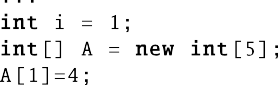 ...
int i = 1;
int[] A = new int[5];
A[1]=4;